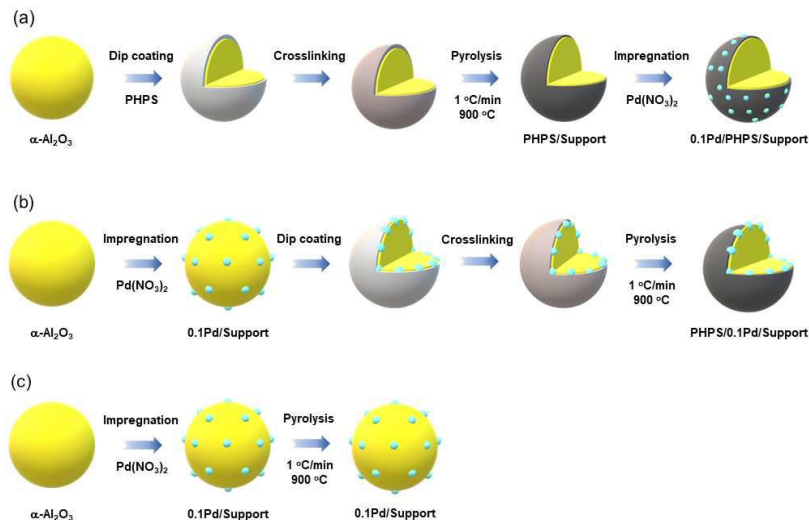 (a)
Dip coating
PHPS
Crosslinking
Pyrolysis
1 °C/min
900 °C
Impregnation
Pd(NO₃)₂
α-Al₂O₃
PHPS/Support
0.1Pd/PHPS/Support
(b)
Impregnation
Pd(NO₃)₂
Dip coating
Crosslinking
Pyrolysis
1 °C/min
900 °C
α-Al₂O₃
0.1Pd/Support
PHPS/0.1Pd/Support
(c)
Impregnation
Pd(NO₃)₂
Pyrolysis
1 °C/min
900 °C
α-Al₂O₃
0.1Pd/Support
0.1Pd/Support